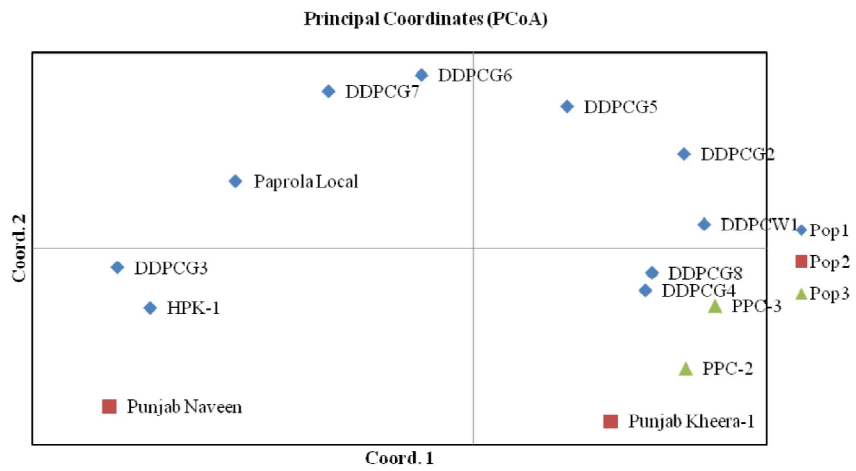 Principal Coordinates (PCoA)
DDPCG6
DDPCG7
DDPCG5
DDPCG2
Paprola Local
DDPCW1
Pop1
Coord. 2
Pop2
DDPCG3
DDPCG8
DDPCG4
Pop3
HPK-1
PPC-3
PPC-2
Punjab Naveen
Punjab Kheera-1
Coord. 1